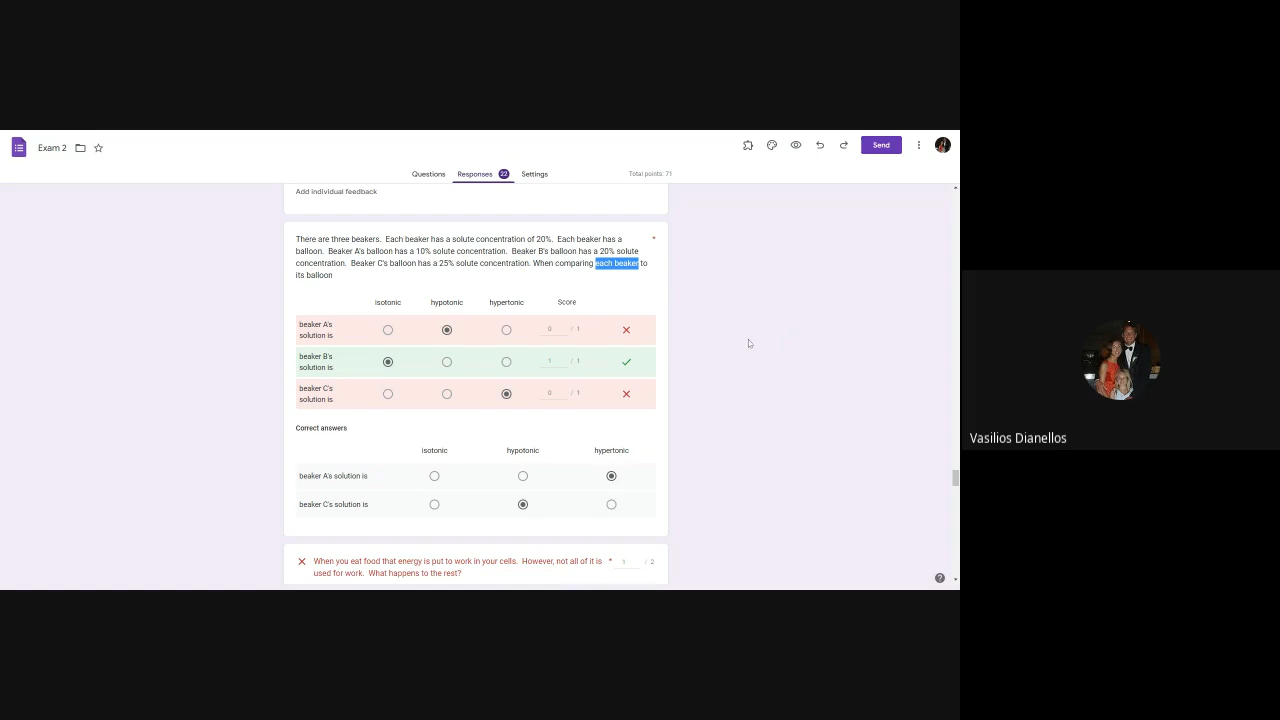 Exam 2
Send
Questions Responses 22 Settings
Total points: 71
Add individual feedback
There are three beakers. Each beaker has a solute concentration of 20%. Each beaker has a *
balloon. Beaker A's balloon has a 10% solute concentration. Beaker B's balloon has a 20% solute
concentration. Beaker C's balloon has a 25% solute concentration. When comparing each beaker to
its balloon
isotonic hypotonic hypertonic Score
beaker A's
solution is
0 / 1
beaker B's
solution is
1 / 1
beaker C's
solution is
0 / 1
Correct answers
isotonic hypotonic hypertonic
beaker A's solution is
beaker C's solution is
When you eat food that energy is put to work in your cells. However, not all of it is * 1 / 2
used for work. What happens to the rest?
Vasilios Dianellos